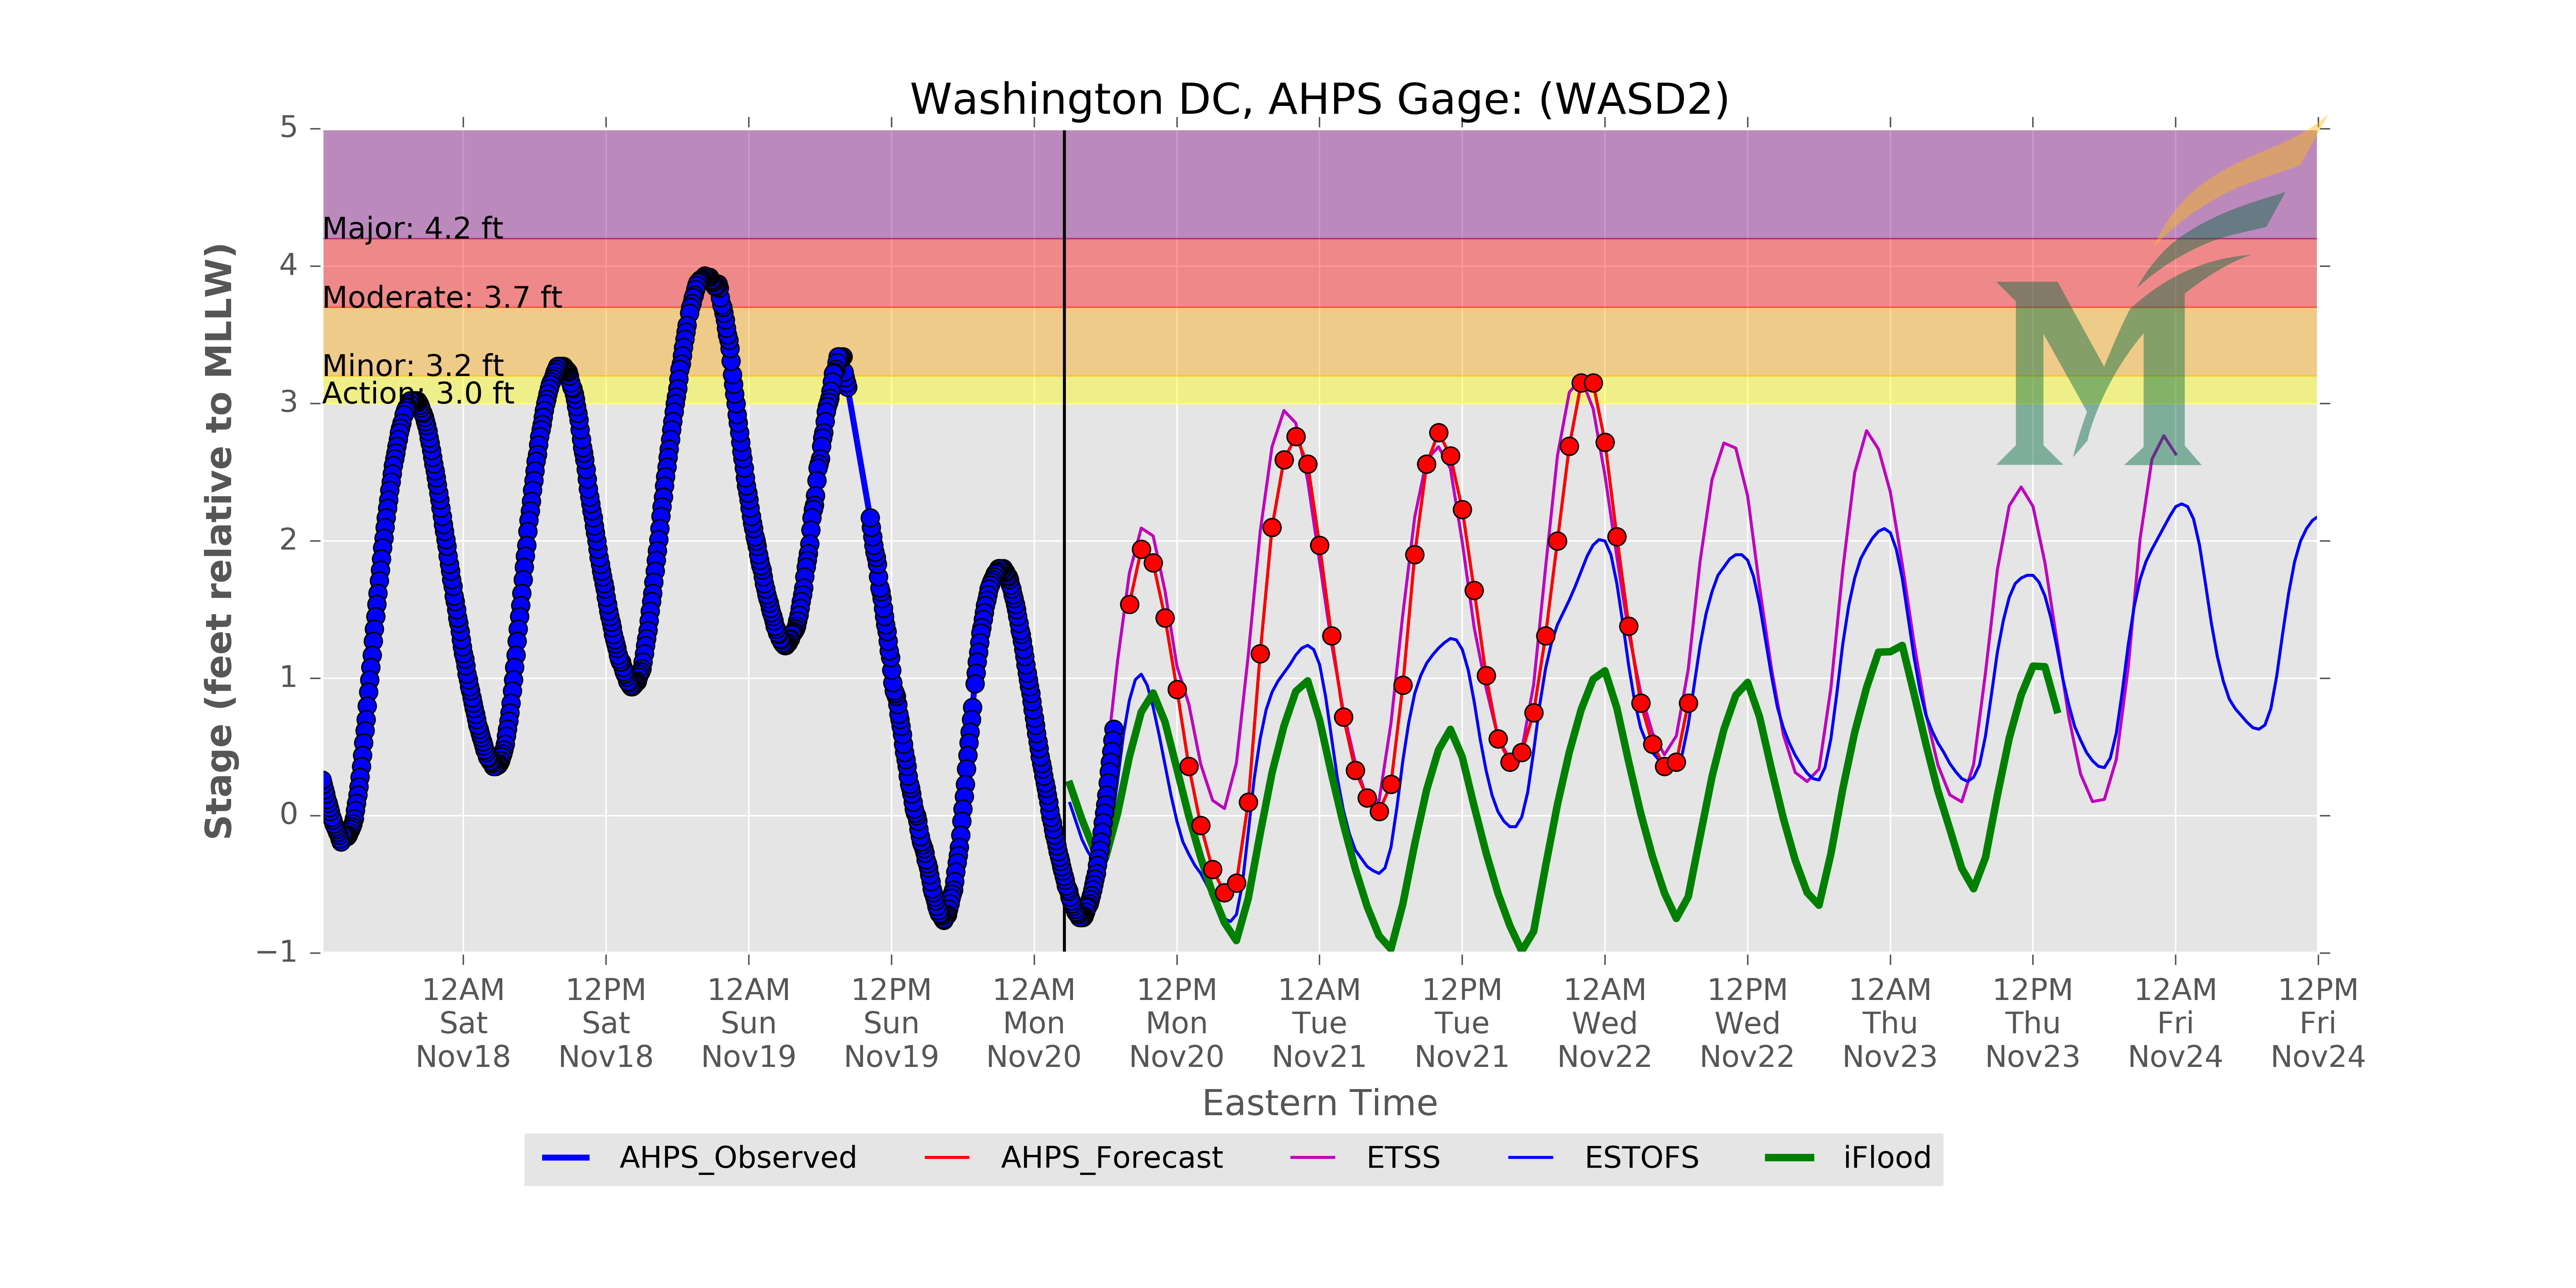 Washington DC, AHPS Gage: (WASD2)
5
4
3
2
1
0
−1
Stage (feet relative to MLLW)
Major: 4.2 ft
Moderate: 3.7 ft
Minor: 3.2 ft
Action: 3.0 ft
12AM Sat Nov18
12PM Sat Nov18
12AM Sun Nov19
12PM Sun Nov19
12AM Mon Nov20
12PM Mon Nov20
12AM Tue Nov21
12PM Tue Nov21
12AM Wed Nov22
12PM Wed Nov22
12AM Thu Nov23
12PM Thu Nov23
12AM Fri Nov24
12PM Fri Nov24
Eastern Time
AHPS_Observed AHPS_Forecast ETSS ESTOFS iFlood